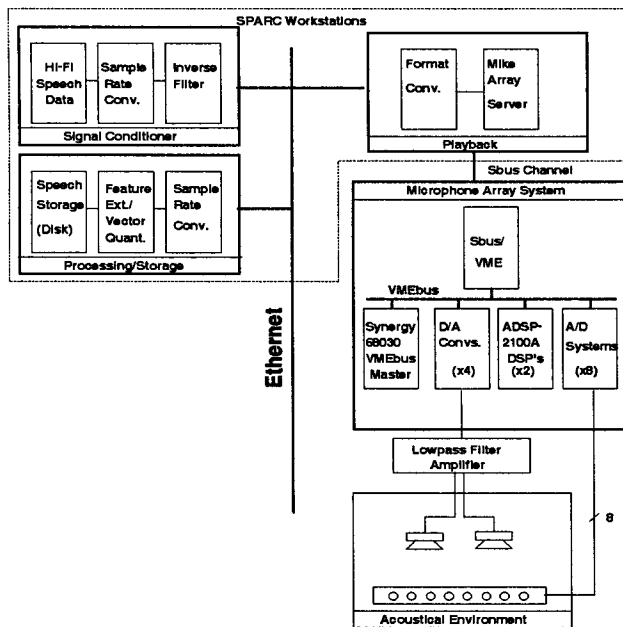 SPARC Workstations
HI-FI
Speech
Data
Sample
Rate
Conv.
Inverse
Filter
Signal Conditioner
Format
Conv.
Mike
Array
Server
Playback
Speech
Storage
(Disk)
Feature
Ext./
Vector
Quant.
Sample
Rate
Conv.
Processing/Storage
Sbus Channel
Microphone Array System
Sbus/
VME
VMEbus
Synergy
68030
VMEbus
Master
D/A
Convs.
(x4)
ADSP-
2100A
DSP's
(x2)
A/D
Systems
(x8)
Ethernet
Lowpass Filter
Amplifier
8
Acoustical Environment